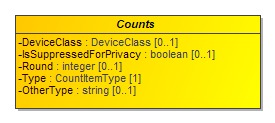 Counts
-DeviceClass : DeviceClass [0..1]
-IsSuppressedForPrivacy : boolean [0..1]
-Round : integer [0..1]
-Type : CountItemType [1]
-OtherType : string [0..1]